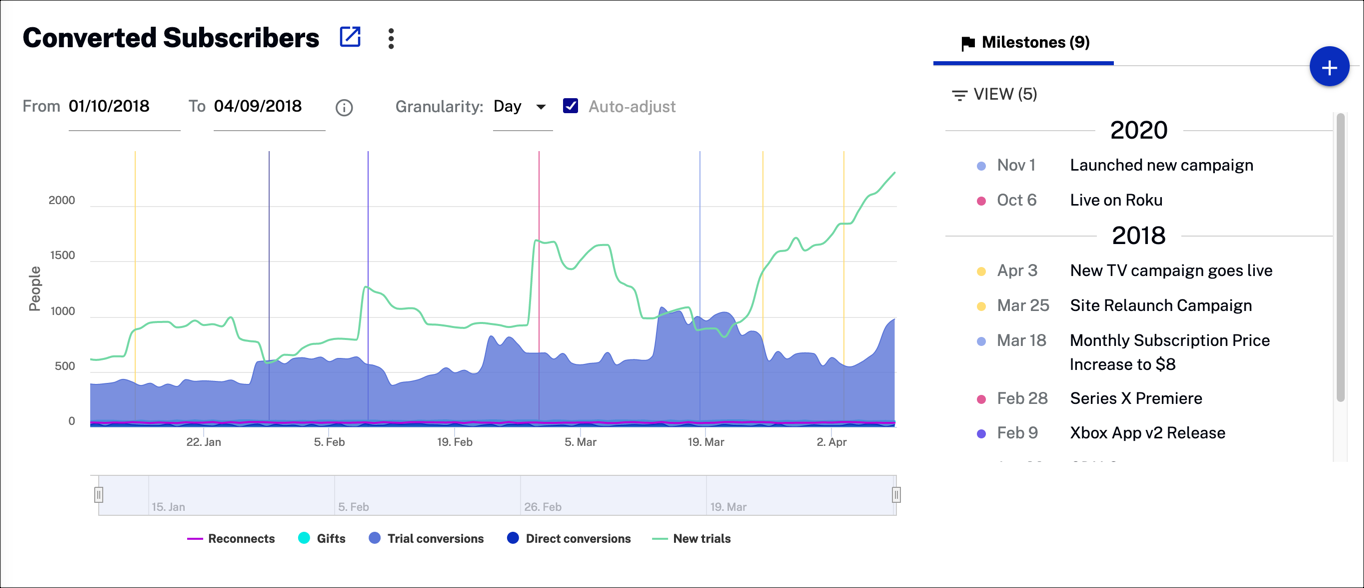 Converted Subscribers
Milestones (9)
From 01/10/2018 To 04/09/2018 Granularity: Day Auto-adjust
VIEW (5)
2020
Nov 1 Launched new campaign
Oct 6 Live on Roku
2018
Apr 3 New TV campaign goes live
Mar 25 Site Relaunch Campaign
Mar 18 Monthly Subscription Price
Increase to $8
Feb 28 Series X Premiere
Feb 9 Xbox App v2 Release
People
2000
1500
1000
500
0
22. Jan 5. Feb 19. Feb 5. Mar 19. Mar 2. Apr
15. Jan 5. Feb 26. Feb 19. Mar
Reconnects Gifts Trial conversions Direct conversions New trials